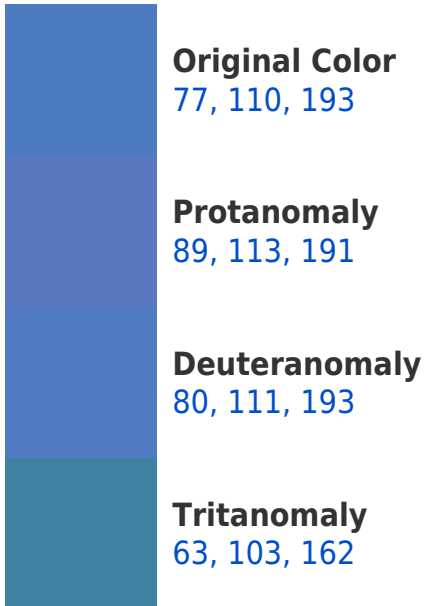 Original Color
77, 110, 193
Protanomaly
89, 113, 191
Deuteranomaly
80, 111, 193
Tritanomaly
63, 103, 162